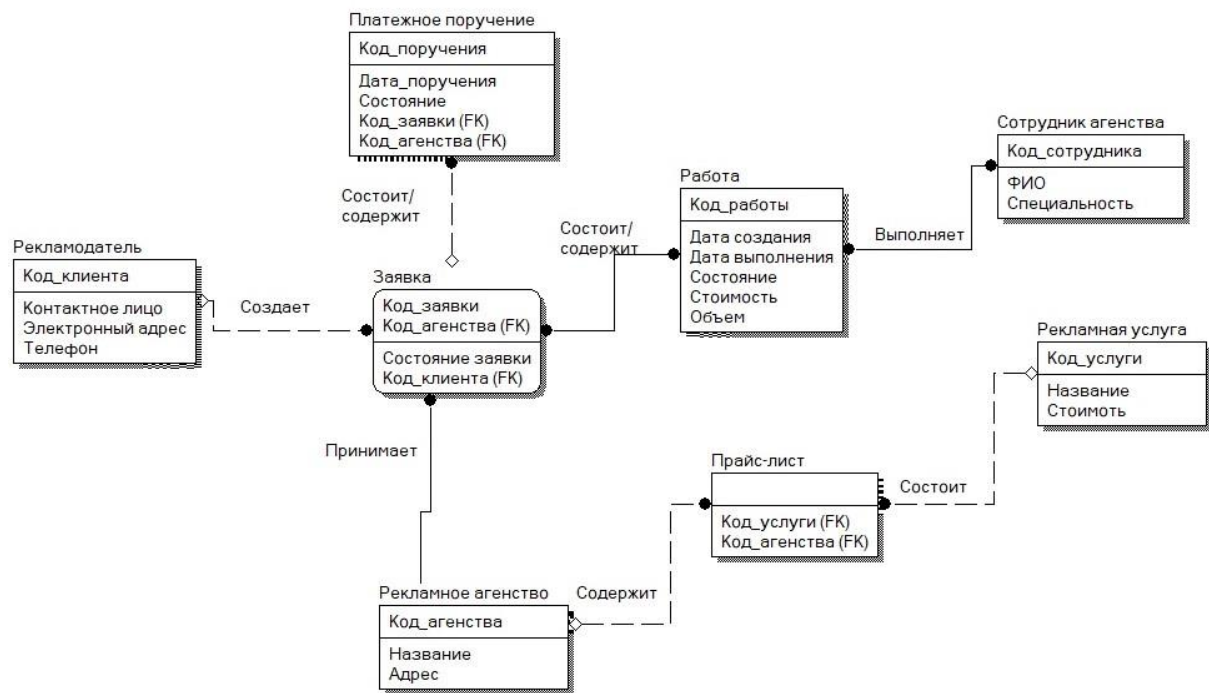 Платежное поручение
Код_поручения
Дата_поручения
Состояние
Код_заявки (FK)
Код_агенства (FK)
Сотрудник агенства
Код_сотрудника
ФИО
Специальность
Работа
Код_работы
Дата создания
Дата выполнения
Состояние
Стоимость
Объем
Состоит/
содержит
Состоит/
содержит
Выполняет
Рекламодатель
Код_клиента
Контактное лицо
Электронный адрес
Телефон
Создает
Заявка
Код_заявки
Код_агенства (FK)
Состояние заявки
Код_клиента (FK)
Рекламная услуга
Код_услуги
Название
Стоимоть
Принимает
Прайс-лист
Код_услуги (FK)
Код_агенства (FK)
Состоит
Рекламное агенство
Код_агенства
Название
Адрес
Содержит